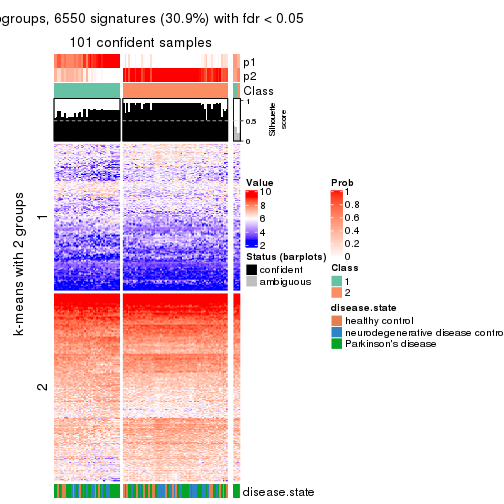 ogroups, 6550 signatures (30.9%) with fdr < 0.05
101 confident samples
p1
p2
Class
1
0.5
0
Silhouette
score
k-means with 2 groups
1
2
Value
10
8
6
4
2
Status (barplots)
confident
ambiguous
Prob
1
0.8
0.6
0.4
0.2
0
Class
1
2
disease.state
healthy control
neurodegenerative disease contro
Parkinson's disease
disease.state